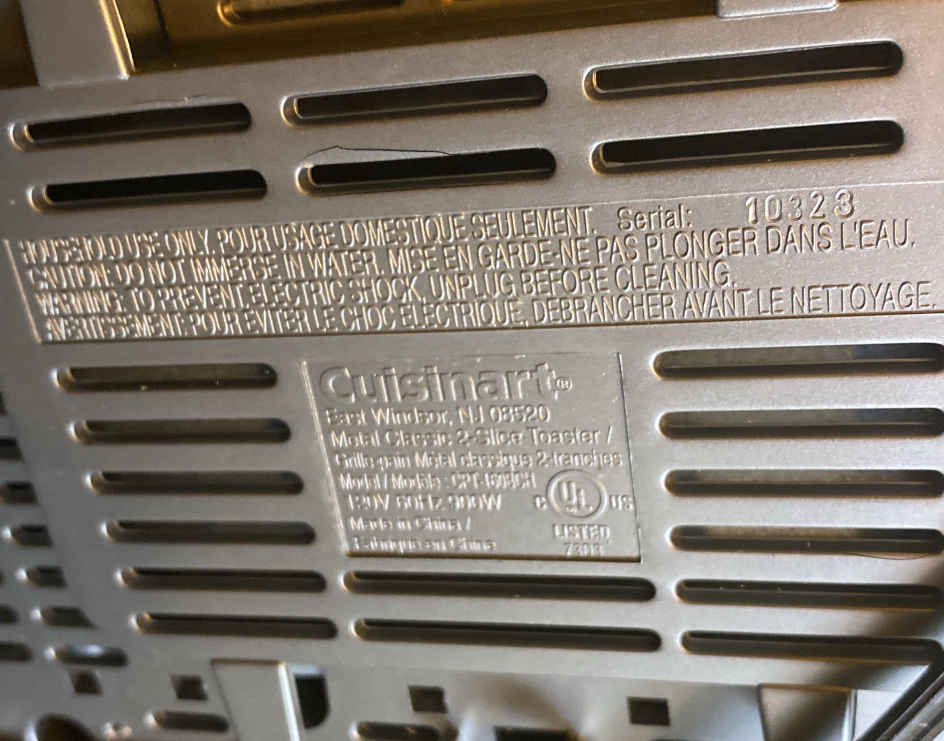 HOUSEHOLD USE ONLY. POUR USAGE DOMESTIQUE SEULEMENT. Serial: 10323
CAUTION: DO NOT IMMERSE IN WATER. MISE EN GARDE-NE PAS PLONGER DANS L'EAU.
WARNING: TO PREVENT ELECTRIC SHOCK, UNPLUG BEFORE CLEANING.
AVERTISSEMENT: POUR EVITER LE CHOC ELECTRIQUE, DEBRANCHER AVANT LE NETTOYAGE.
Cuisinart®
East Windsor, NJ 08520
Metal Classic 2-Slice Toaster /
Grille-pain Métal classique 2-tranches
Model / Modèle :
120V 60Hz 900W
Made in China /
Fabriqué en Chine
C UL US
LISTED